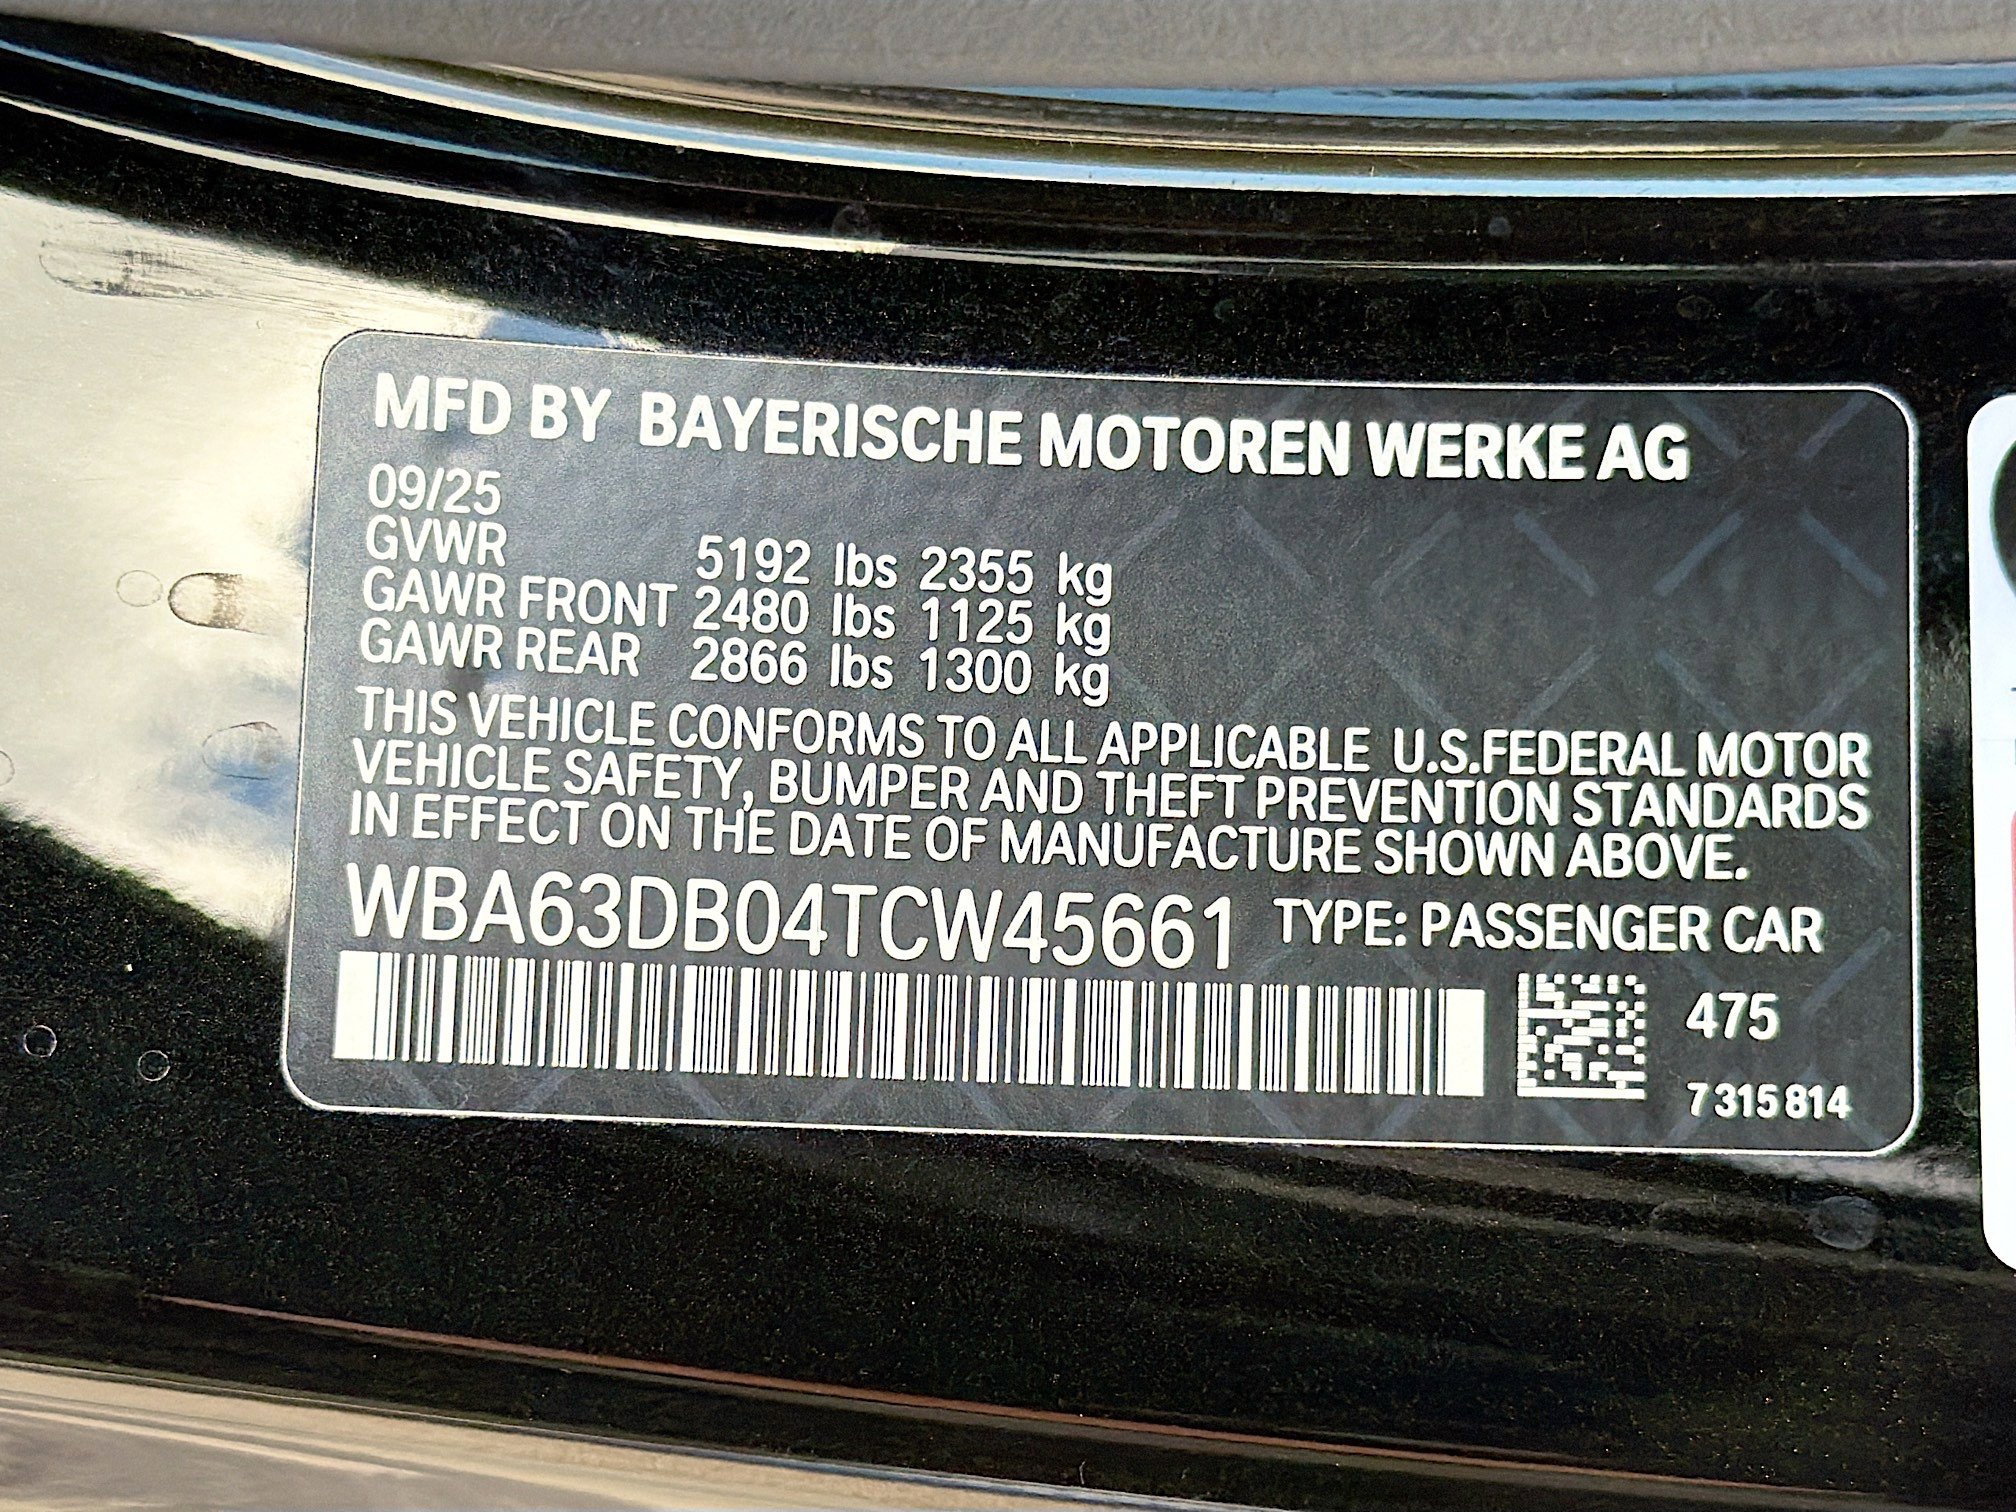 MFD BY BAYERISCHE MOTOREN WERKE AG
09/25
GVWR 5192 lbs 2355 kg
GAWR FRONT 2480 lbs 1125 kg
GAWR REAR 2866 lbs 1300 kg
THIS VEHICLE CONFORMS TO ALL APPLICABLE U.S.FEDERAL MOTOR
VEHICLE SAFETY, BUMPER AND THEFT PREVENTION STANDARDS
IN EFFECT ON THE DATE OF MANUFACTURE SHOWN ABOVE.
WBA63DB04TCW45661 TYPE: PASSENGER CAR
475
7 315 814